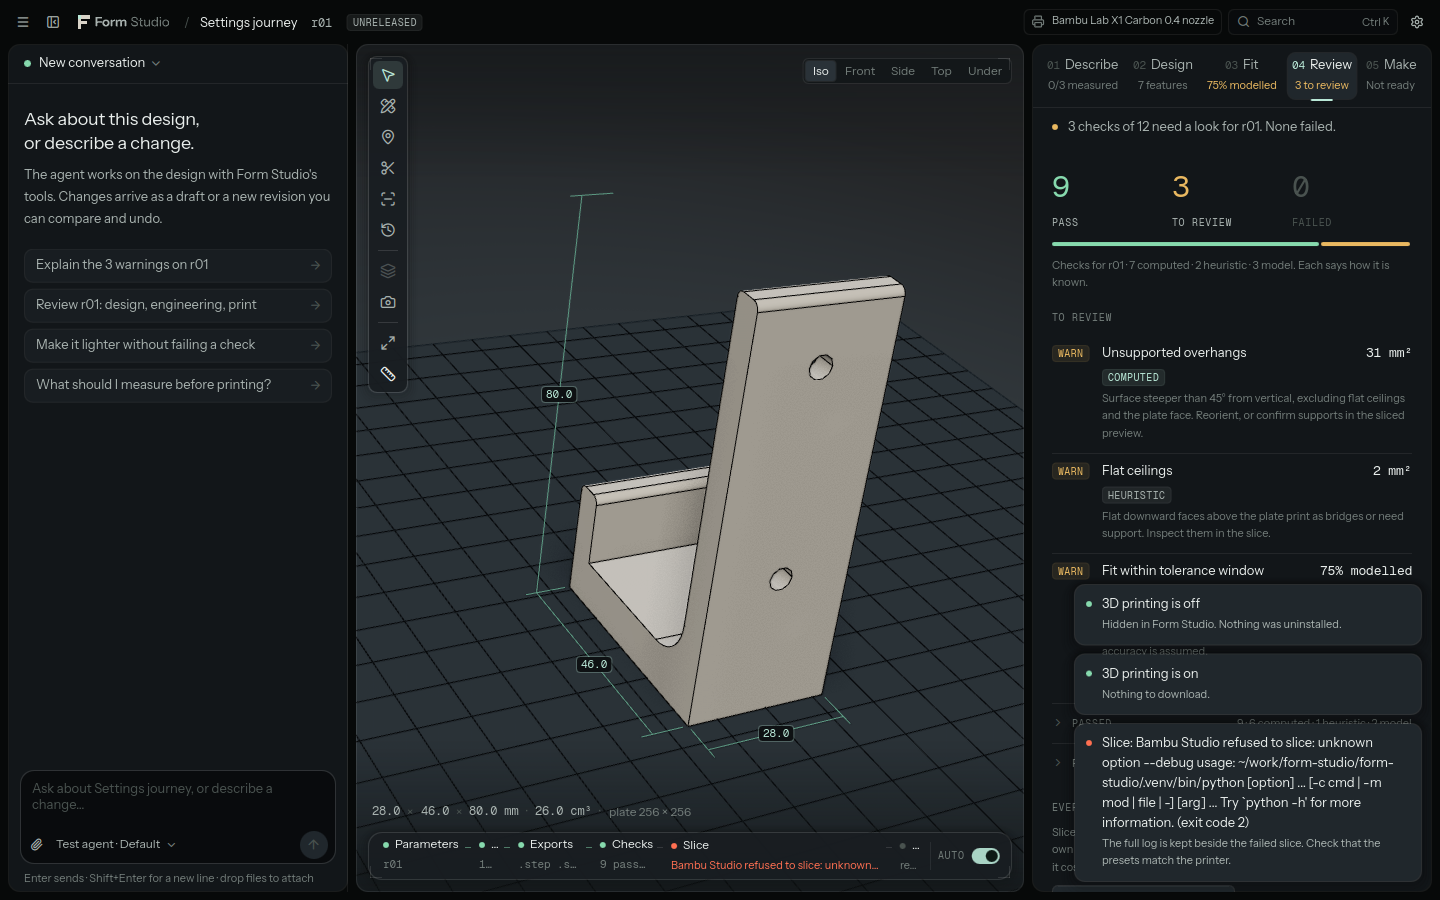 Form Studio / Settings journey r01 UNRELEASED
Bambu Lab X1 Carbon 0.4 nozzle
Search Ctrl K
New conversation
Ask about this design,
or describe a change.
The agent works on the design with Form Studio's
tools. Changes arrive as a draft or a new revision you
can compare and undo.
Explain the 3 warnings on r01
Review r01: design, engineering, print
Make it lighter without failing a check
What should I measure before printing?
Ask about Settings journey, or describe a
change...
Test agent · Default
Enter sends · Shift+Enter for a new line · drop files to attach
Iso Front Side Top Under
80.0
46.0
28.0
28.0 × 46.0 × 80.0 mm · 26.0 cm³ · plate 256 × 256
Parameters ... ... ... Exports ... Checks ... Slice ... ...
r01 1... .step .s... 9 pass... Bambu Studio refused to slice: unknown... re...
AUTO
01 Describe 02 Design 03 Fit 04 Review 05 Make
0/3 measured 7 features 75% modelled 3 to review Not ready
3 checks of 12 need a look for r01. None failed.
9 3 0
PASS TO REVIEW FAILED
Checks for r01 · 7 computed · 2 heuristic · 3 model. Each says how it is
known.
TO REVIEW
WARN Unsupported overhangs 31 mm²
COMPUTED
Surface steeper than 45° from vertical, excluding flat ceilings
and the plate face. Reorient, or confirm supports in the sliced
preview.
WARN Flat ceilings 2 mm²
HEURISTIC
Flat downward faces above the plate print as bridges or need
support. Inspect them in the slice.
WARN Fit within tolerance window 75% modelled
3D printing is off
Hidden in Form Studio. Nothing was uninstalled.
accuracy is assumed.
3D printing is on
Nothing to download.
PASSED 9 · 6 computed · 1 heuristic · 2 model
Slice: Bambu Studio refused to slice: unknown
option --debug usage: ~/work/form-studio/form-
studio/.venv/bin/python [option] ... [-c cmd | -m
mod | file | -] [arg] ... Try `python -h' for more
information. (exit code 2)
The full log is kept beside the failed slice. Check that the
presets match the printer.